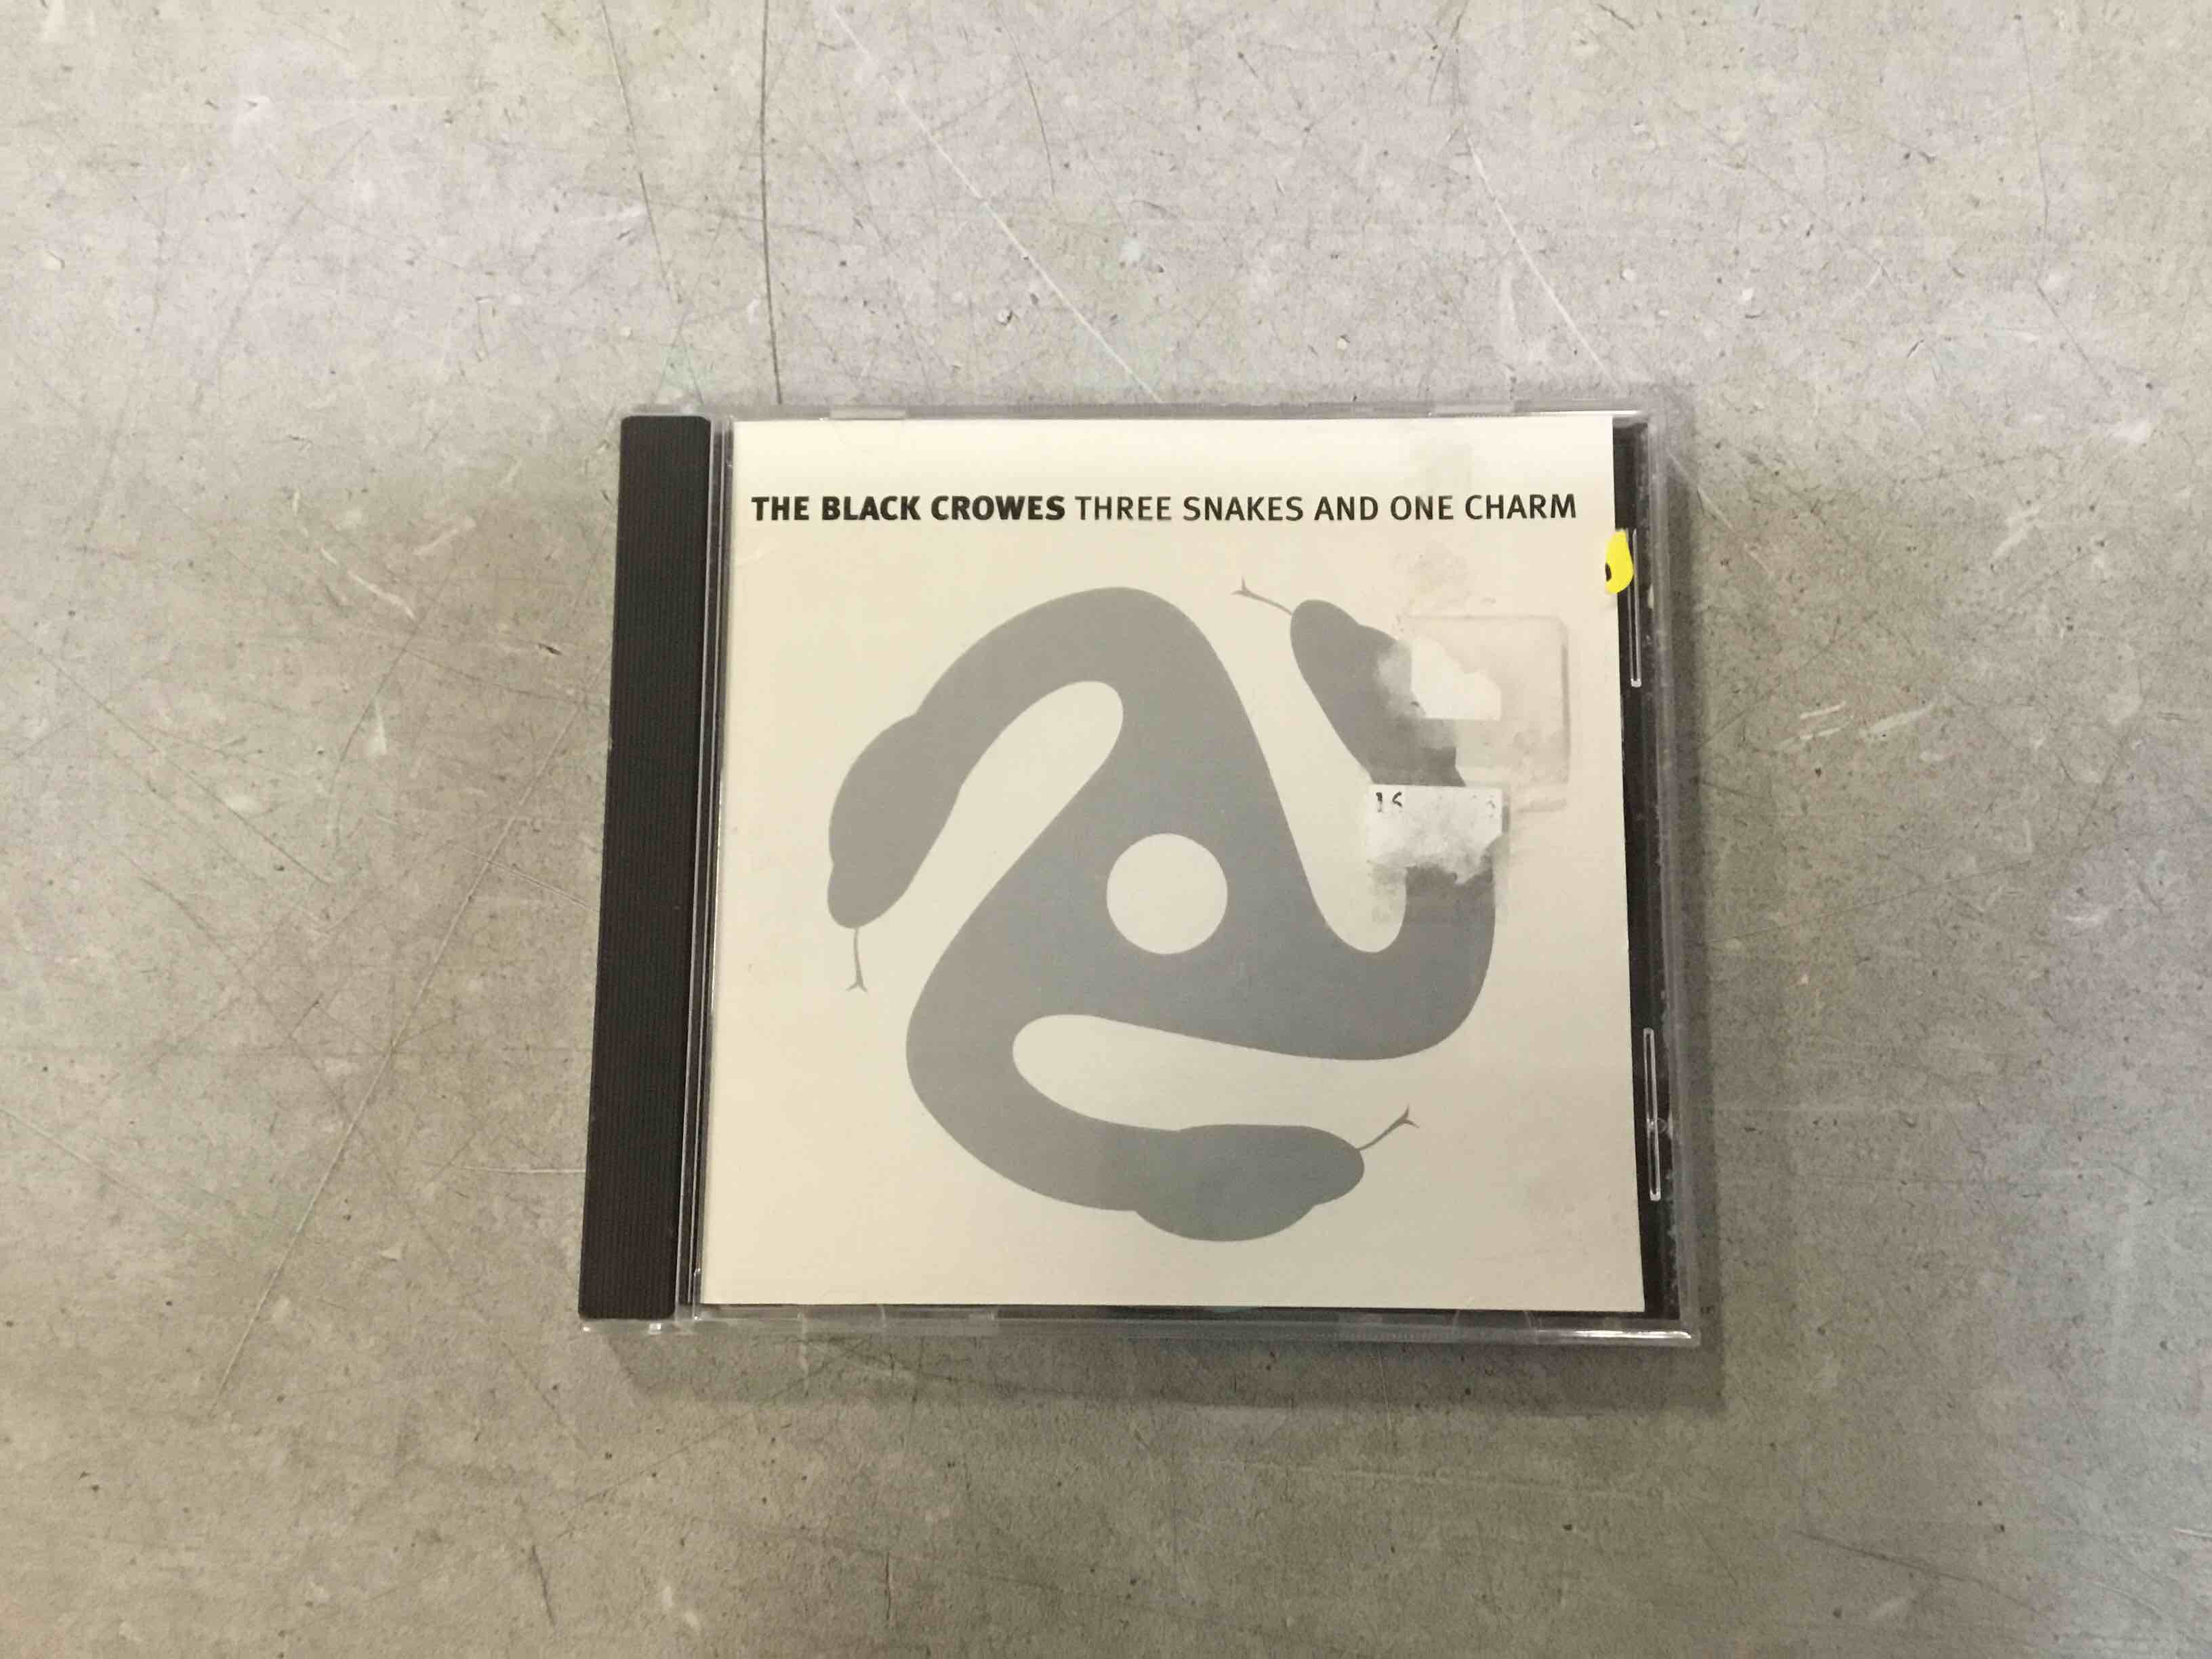 THE BLACK CROWES THREE SNAKES AND ONE CHARM